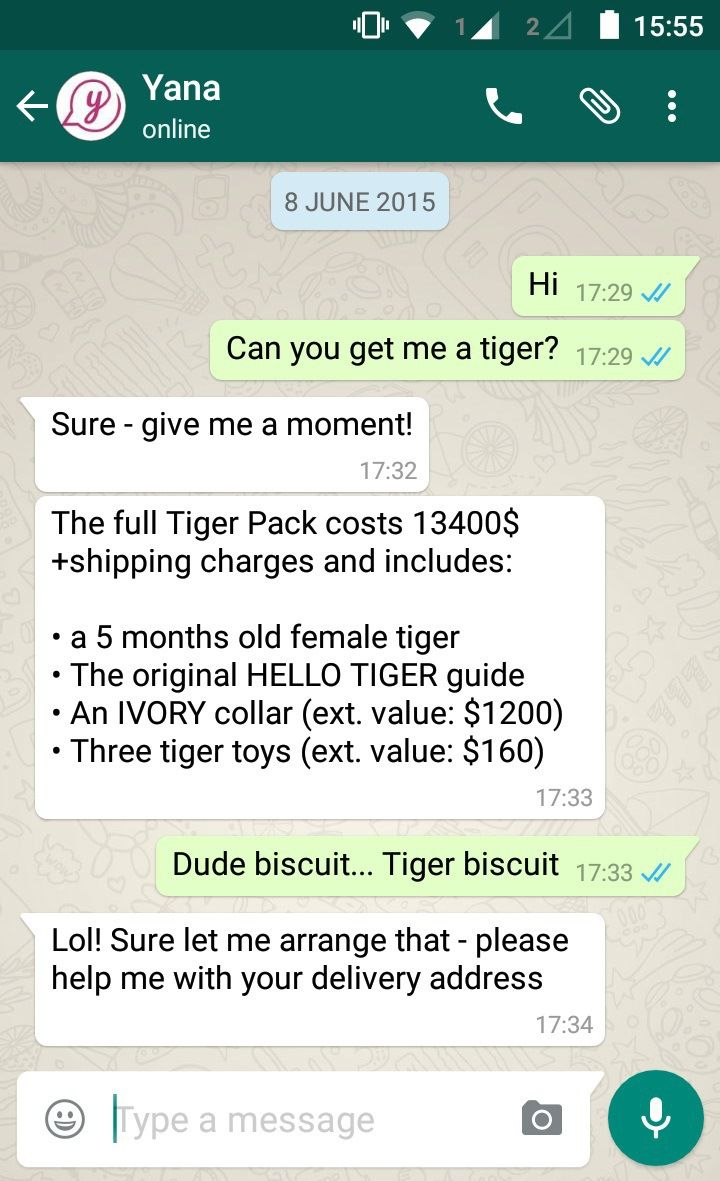 1 2 15:55
y
Yana
online
8 JUNE 2015
Hi 17:29
Can you get me a tiger? 17:29
Sure - give me a moment!
17:32
The full Tiger Pack costs 13400$
+shipping charges and includes:
• a 5 months old female tiger
• The original HELLO TIGER guide
• An IVORY collar (ext. value: $1200)
• Three tiger toys (ext. value: $160)
17:33
Dude biscuit... Tiger biscuit 17:33
Lol! Sure let me arrange that - please
help me with your delivery address
17:34
Type a message